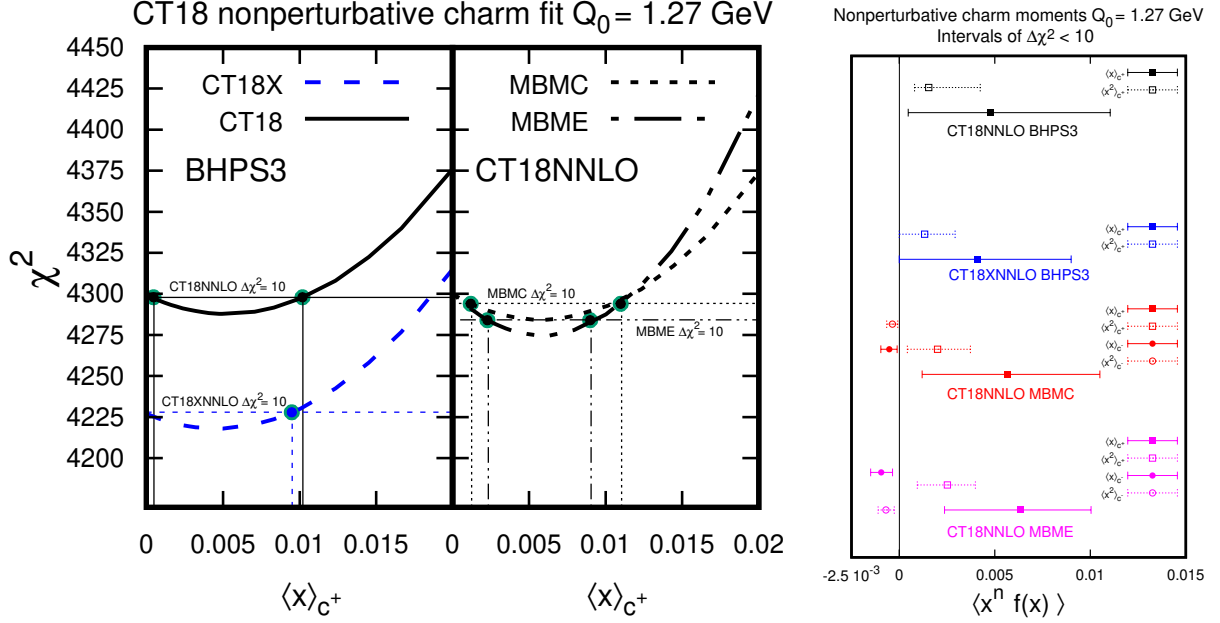 CT18 nonperturbative charm fit Q₀ = 1.27 GeV
4450
4425
4400
4375
4350
4325
4300
4275
4250
4225
4200
χ²
CT18X
CT18
BHPS3
CT18NNLO Δχ²= 10
CT18XNNLO Δχ²= 10
MBMC
MBME
CT18NNLO
MBMC Δχ²= 10
MBME Δχ²= 10
0 0.005 0.01 0.015 0 0.005 0.01 0.015 0.02
⟨x⟩c⁺ ⟨x⟩c⁺
Nonperturbative charm moments Q₀ = 1.27 GeV
Intervals of Δχ² < 10
⟨x⟩c⁺
⟨x²⟩c⁺
CT18NNLO BHPS3
⟨x⟩c⁺
⟨x²⟩c⁺
CT18XNNLO BHPS3
⟨x⟩c⁺
⟨x²⟩c⁺
⟨x⟩c⁻
⟨x²⟩c⁻
CT18NNLO MBMC
⟨x⟩c⁺
⟨x²⟩c⁺
⟨x⟩c⁻
⟨x²⟩c⁻
CT18NNLO MBME
-2.5 10⁻³ 0 0.005 0.01 0.015
⟨xⁿ f(x) ⟩